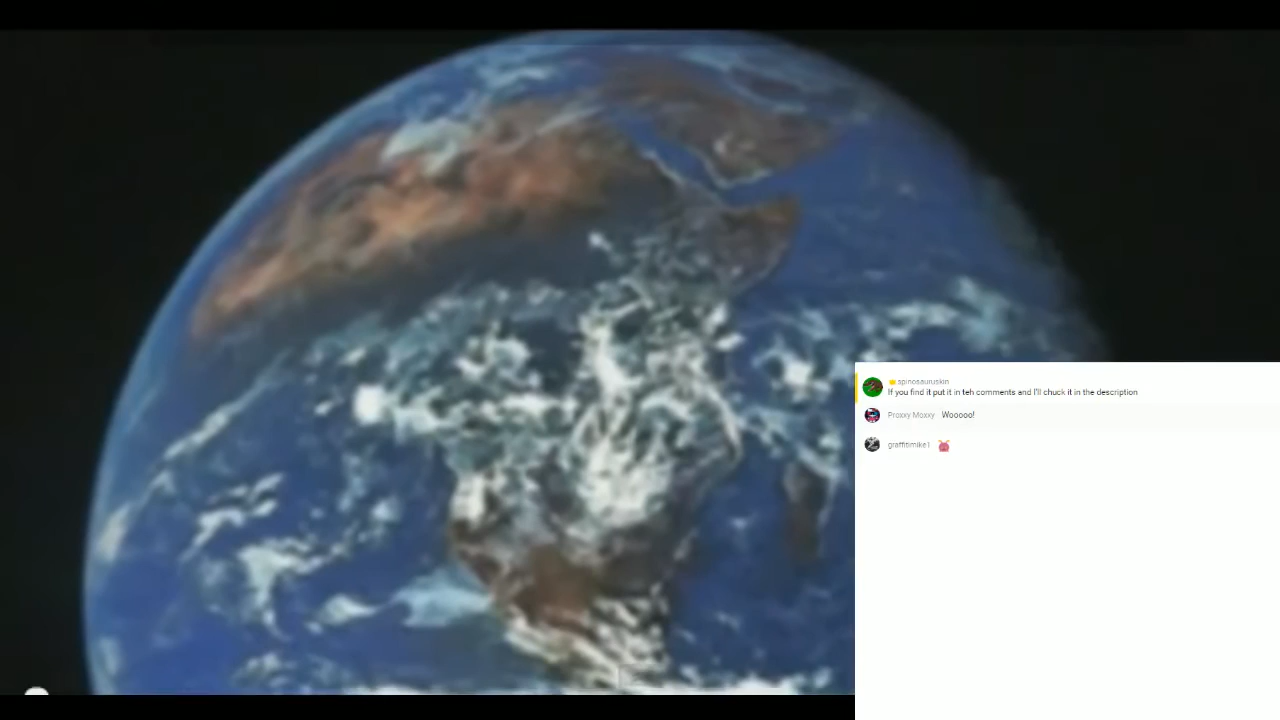 spinosauruskin
If you find it put it in teh comments and I'll chuck it in the description
Proxxy Moxxy Wooooo!
graffitimike1